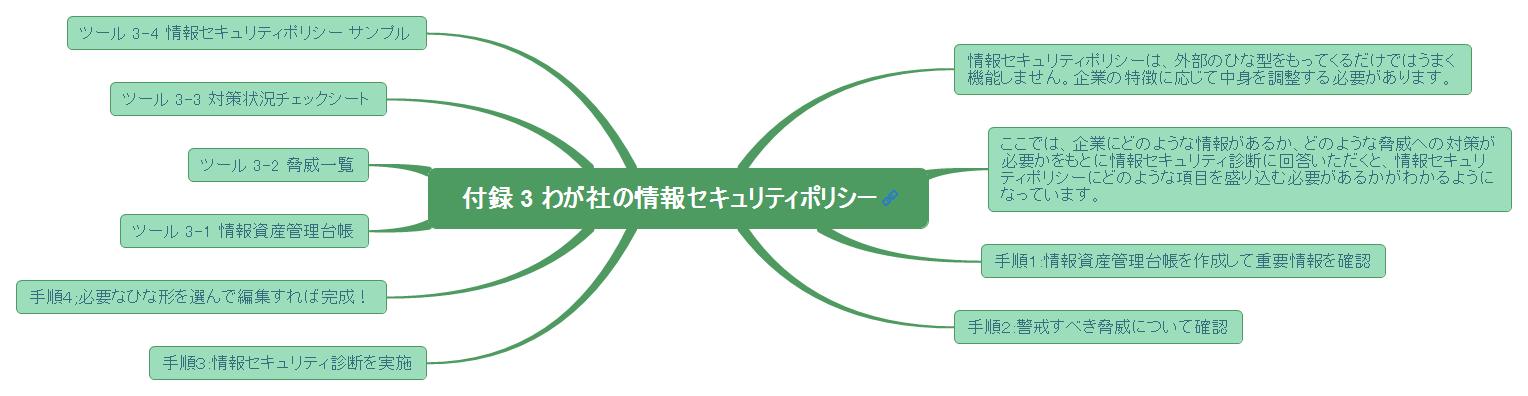 付録 3 わが社の情報セキュリティポリシー
情報セキュリティポリシーは、外部のひな型をもってくるだけではうまく
機能しません。企業の特徴に応じて中身を調整する必要があります。
ここでは、企業にどのような情報があるか、どのような脅威への対策が
必要かをもとに情報セキュリティ診断に回答いただくと、情報セキュリ
ティポリシーにどのような項目を盛り込む必要があるかがわかるように
なっています。
手順1:情報資産管理台帳を作成して重要情報を確認
手順2:警戒すべき脅威について確認
手順3:情報セキュリティ診断を実施
手順4;必要なひな形を選んで編集すれば完成!
ツール 3-1 情報資産管理台帳
ツール 3-2 脅威一覧
ツール 3-3 対策状況チェックシート
ツール 3-4 情報セキュリティポリシー サンプル